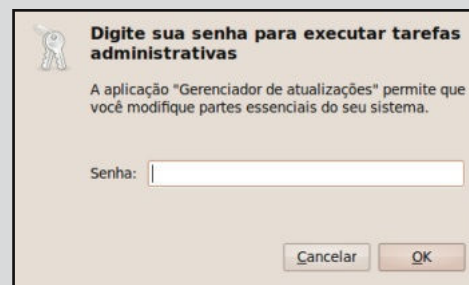 Digite sua senha para executar tarefas
administrativas
A aplicação "Gerenciador de atualizações" permite que
você modifique partes essenciais do seu sistema.
Senha:
Cancelar
OK